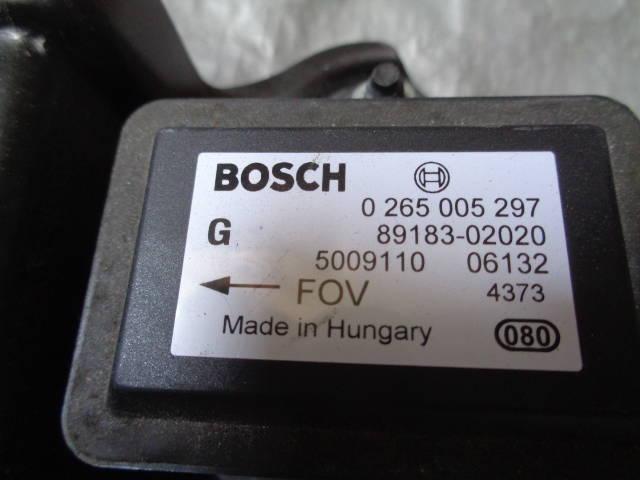 BOSCH
0 265 005 297
G 89183-02020
5009110 06132
FOV 4373
Made in Hungary 080